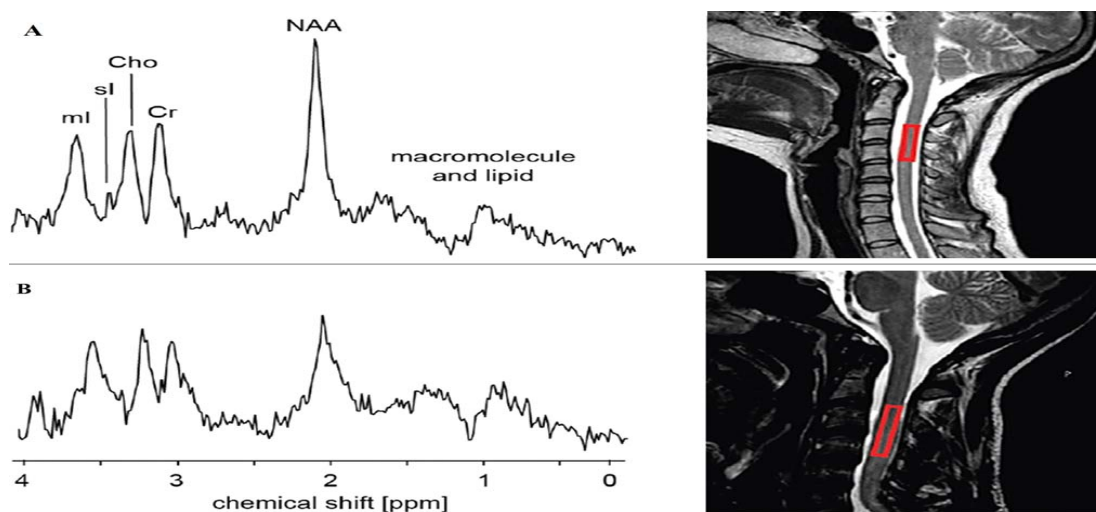 A
NAA
Cho
sI
mI
Cr
macromolecule
and lipid
B
4 3 2 1 0
chemical shift [ppm]